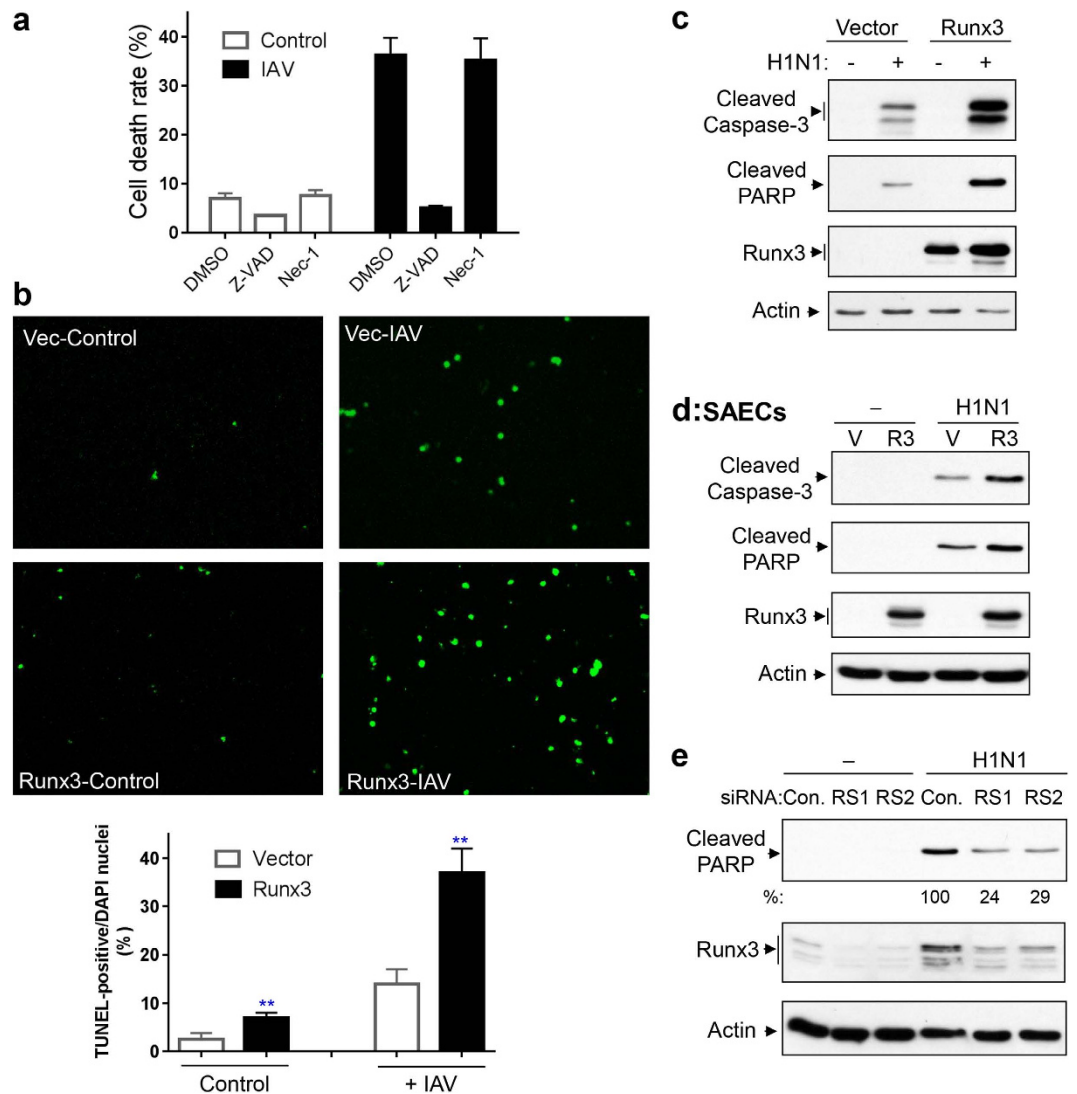 a
Cell death rate (%)
40
30
20
10
0
Control
IAV
DMSO
Z-VAD
Nec-1
DMSO
Z-VAD
Nec-1
b
Vec-Control
Vec-IAV
Runx3-Control
Runx3-IAV
TUNEL-positive/DAPI nuclei
(%)
40
30
20
10
0
Vector
Runx3
**
**
Control
+ IAV
c
Vector Runx3
H1N1: - + - +
Cleaved
Caspase-3
Cleaved
PARP
Runx3
Actin
d:SAECs
– H1N1
V R3 V R3
Cleaved
Caspase-3
Cleaved
PARP
Runx3
Actin
e
– H1N1
siRNA:Con. RS1 RS2 Con. RS1 RS2
Cleaved
PARP
%: 100 24 29
Runx3
Actin